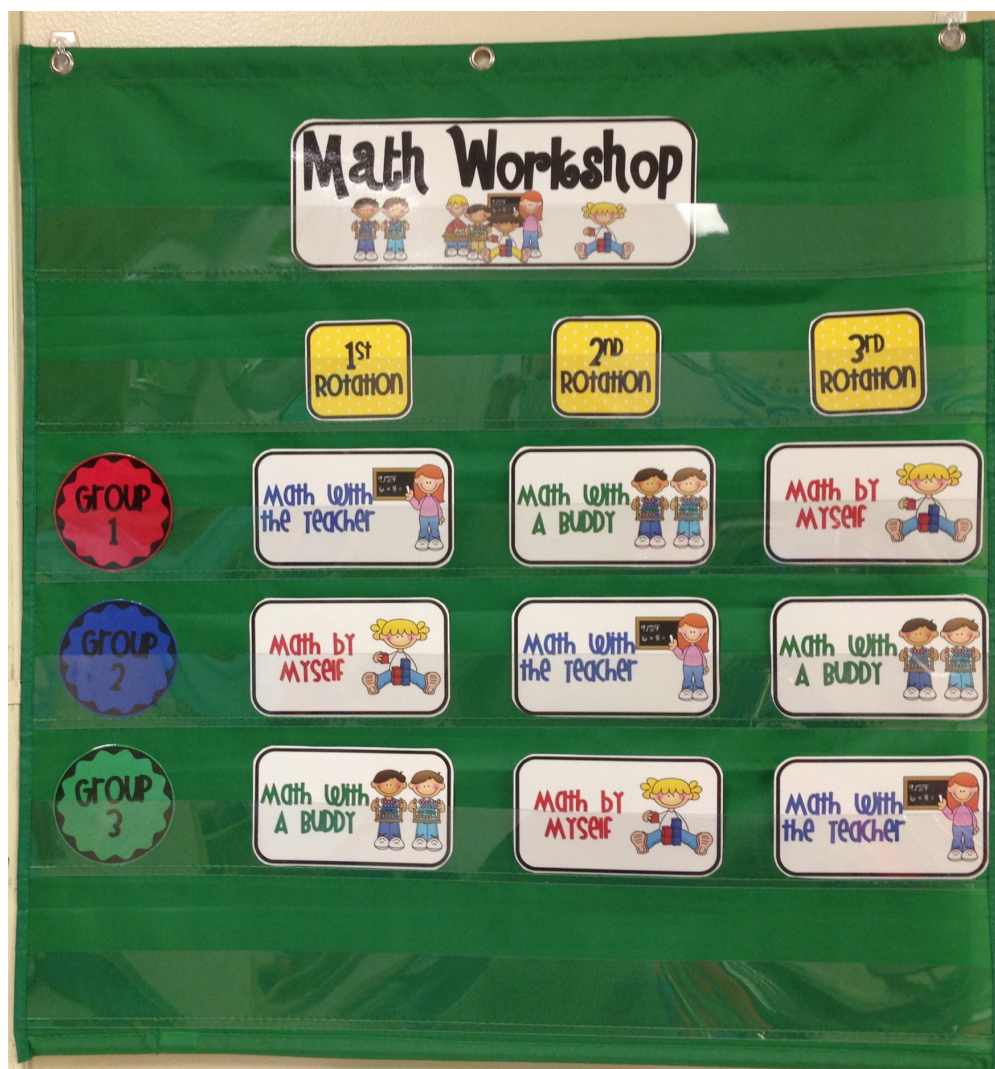 Math Workshop
1st
Rotation
2nd
Rotation
3rd
Rotation
Group
1
Math with
the Teacher
Math with
A Buddy
Math by
Myself
Group
2
Math by
Myself
Math with
the Teacher
Math with
A Buddy
Group
3
Math with
A Buddy
Math by
Myself
Math with
the Teacher